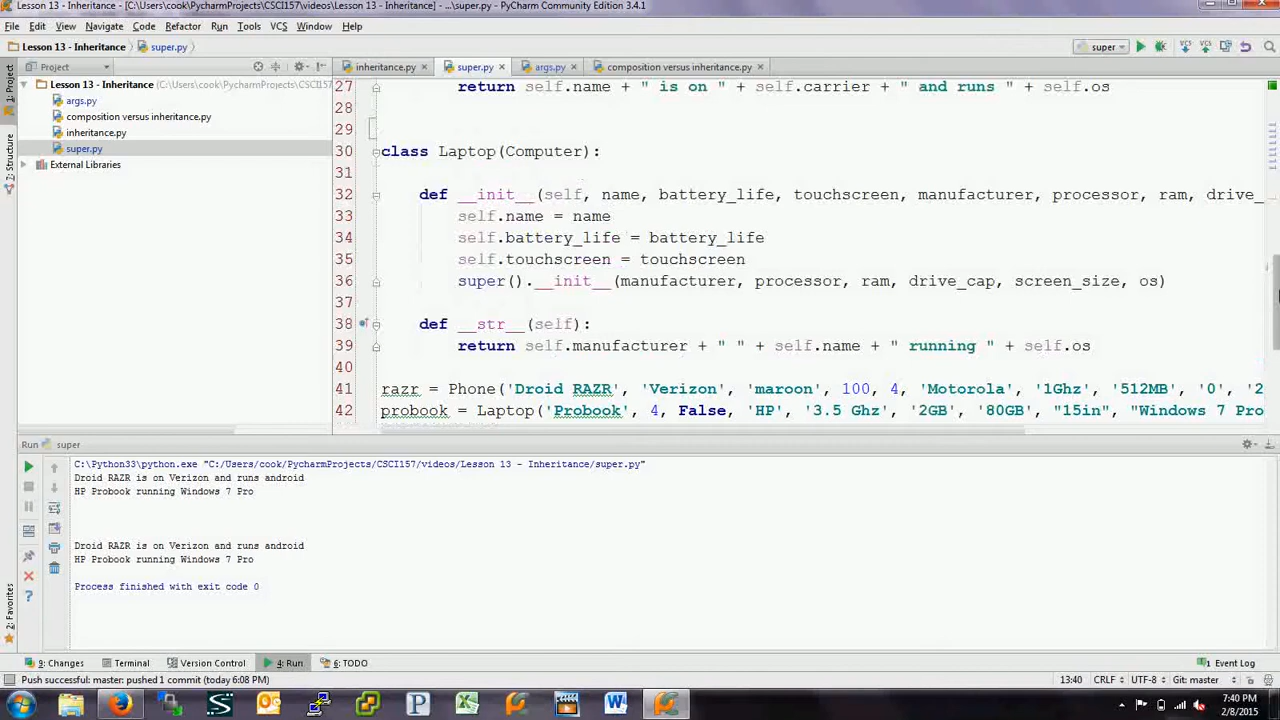 Lesson 13 - Inheritance - [C:\Users\cook\PycharmProjects\CSCI157\videos\Lesson 13 - Inheritance] - ...\super.py - PyCharm Community Edition 3.4.1
File Edit View Navigate Code Refactor Run Tools VCS Window Help
Lesson 13 - Inheritance super.py super
1: Project
Project
inheritance.py super.py args.py composition versus inheritance.py
Lesson 13 - Inheritance (C:\Users\cook\PycharmProjects\CSCI157
args.py
composition versus inheritance.py
inheritance.py
super.py
External Libraries
7: Structure
27 return self.name + " is on " + self.carrier + " and runs " + self.os
28
29
30 class Laptop(Computer):
31
32 def __init__(self, name, battery_life, touchscreen, manufacturer, processor, ram, drive_
33 self.name = name
34 self.battery_life = battery_life
35 self.touchscreen = touchscreen
36 super().__init__(manufacturer, processor, ram, drive_cap, screen_size, os)
37
38 def __str__(self):
39 return self.manufacturer + " " + self.name + " running " + self.os
40
41 razr = Phone('Droid RAZR', 'Verizon', 'maroon', 100, 4, 'Motorola', '1Ghz', '512MB', '0', '2
42 probook = Laptop('Probook', 4, False, 'HP', '3.5 Ghz', '2GB', '80GB', "15in", "Windows 7 Pro
Run super
C:\Python33\python.exe "C:/Users/cook/PycharmProjects/CSCI157/videos/Lesson 13 - Inheritance/super.py"
Droid RAZR is on Verizon and runs android
HP Probook running Windows 7 Pro
Droid RAZR is on Verizon and runs android
HP Probook running Windows 7 Pro
Process finished with exit code 0
2: Favorites
9: Changes Terminal Version Control 4: Run 6: TODO 1 Event Log
Push successful: master: pushed 1 commit (today 6:08 PM) 13:40 CRLF UTF-8 Git: master
7:40 PM
2/8/2015